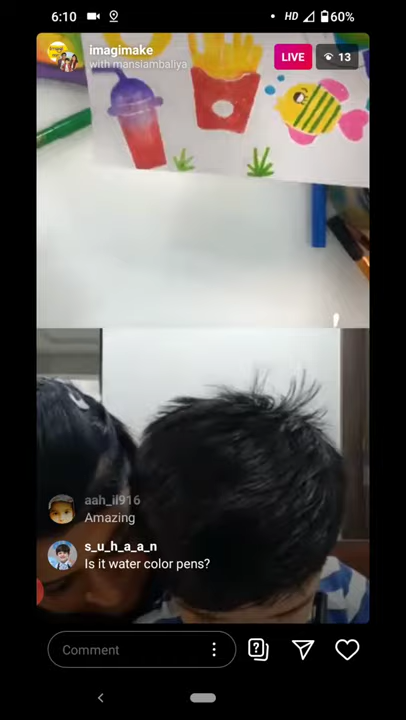 6:10
HD
60%
imagimake
with mansiambaliya
LIVE
13
aah_il916
Amazing
s_u_h_a_a_n
Is it water color pens?
Comment